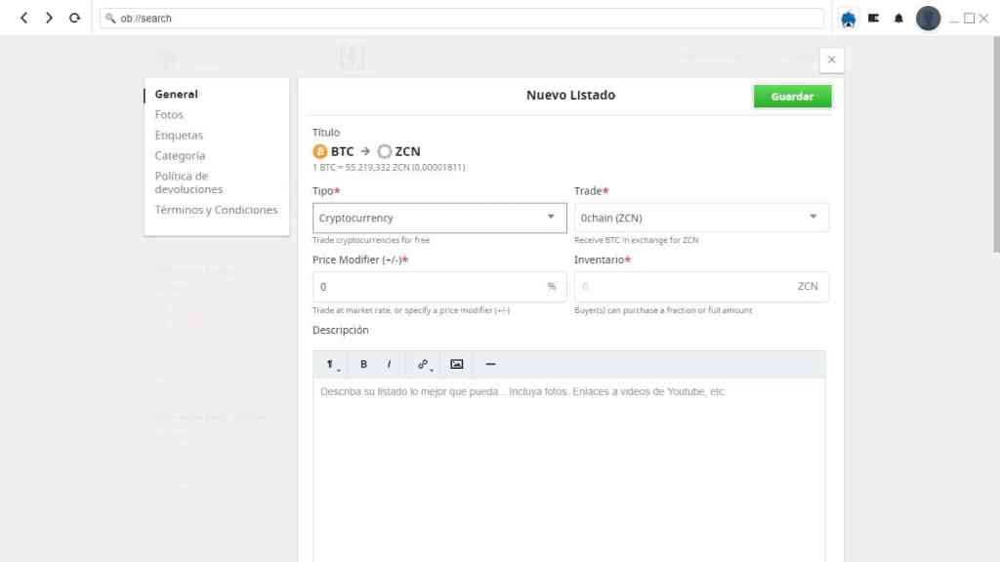 ob://search
General
Fotos
Etiquetas
Categoría
Política de
devoluciones
Términos y Condiciones
Nuevo Listado
Guardar
Título
BTC → ZCN
1 BTC = 55.219,332 ZCN (0,00001811)
Tipo*
Trade*
Cryptocurrency
0chain (ZCN)
Trade cryptocurrencies for free
Receive BTC in exchange for ZCN
Price Modifier (+/-)*
Inventario*
0 %
0 ZCN
Trade at market rate, or specify a price modifier (+/-)
Buyer(s) can purchase a fraction or full amount
Descripción
¶ B I
Describa su listado lo mejor que pueda... Incluya fotos. Enlaces a videos de Youtube, etc.